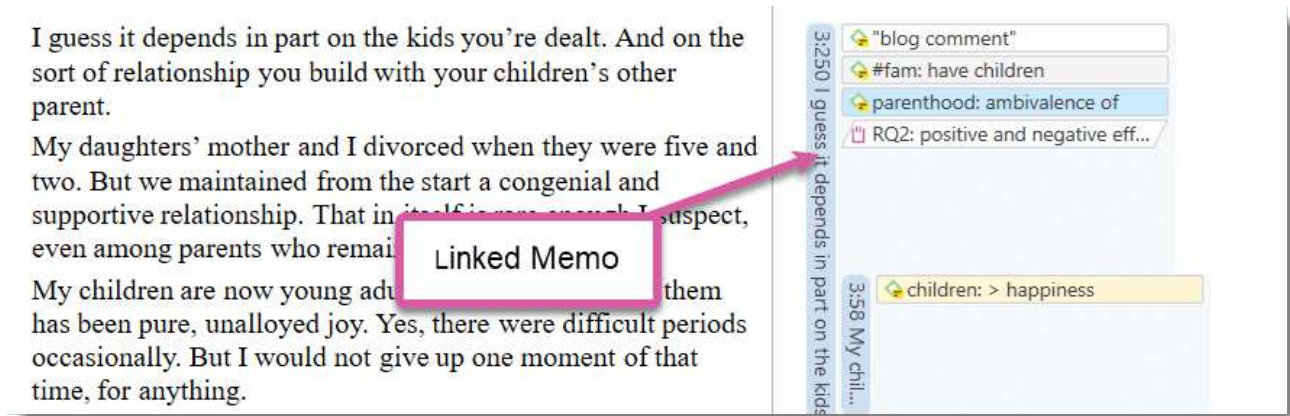 I guess it depends in part on the kids you’re dealt. And on the
sort of relationship you build with your children’s other
parent.
My daughters’ mother and I divorced when they were five and
two. But we maintained from the start a congenial and
supportive relationship. That in suspect,
even among parents who remai
My children are now young adu them
has been pure, unalloyed joy. Yes, there were difficult periods
occasionally. But I would not give up one moment of that
time, for anything.
Linked Memo
3:250 I guess it depends in part on the kids
"blog comment"
#fam: have children
parenthood: ambivalence of
RQ2: positive and negative eff...
3:58 My chil...
children: > happiness